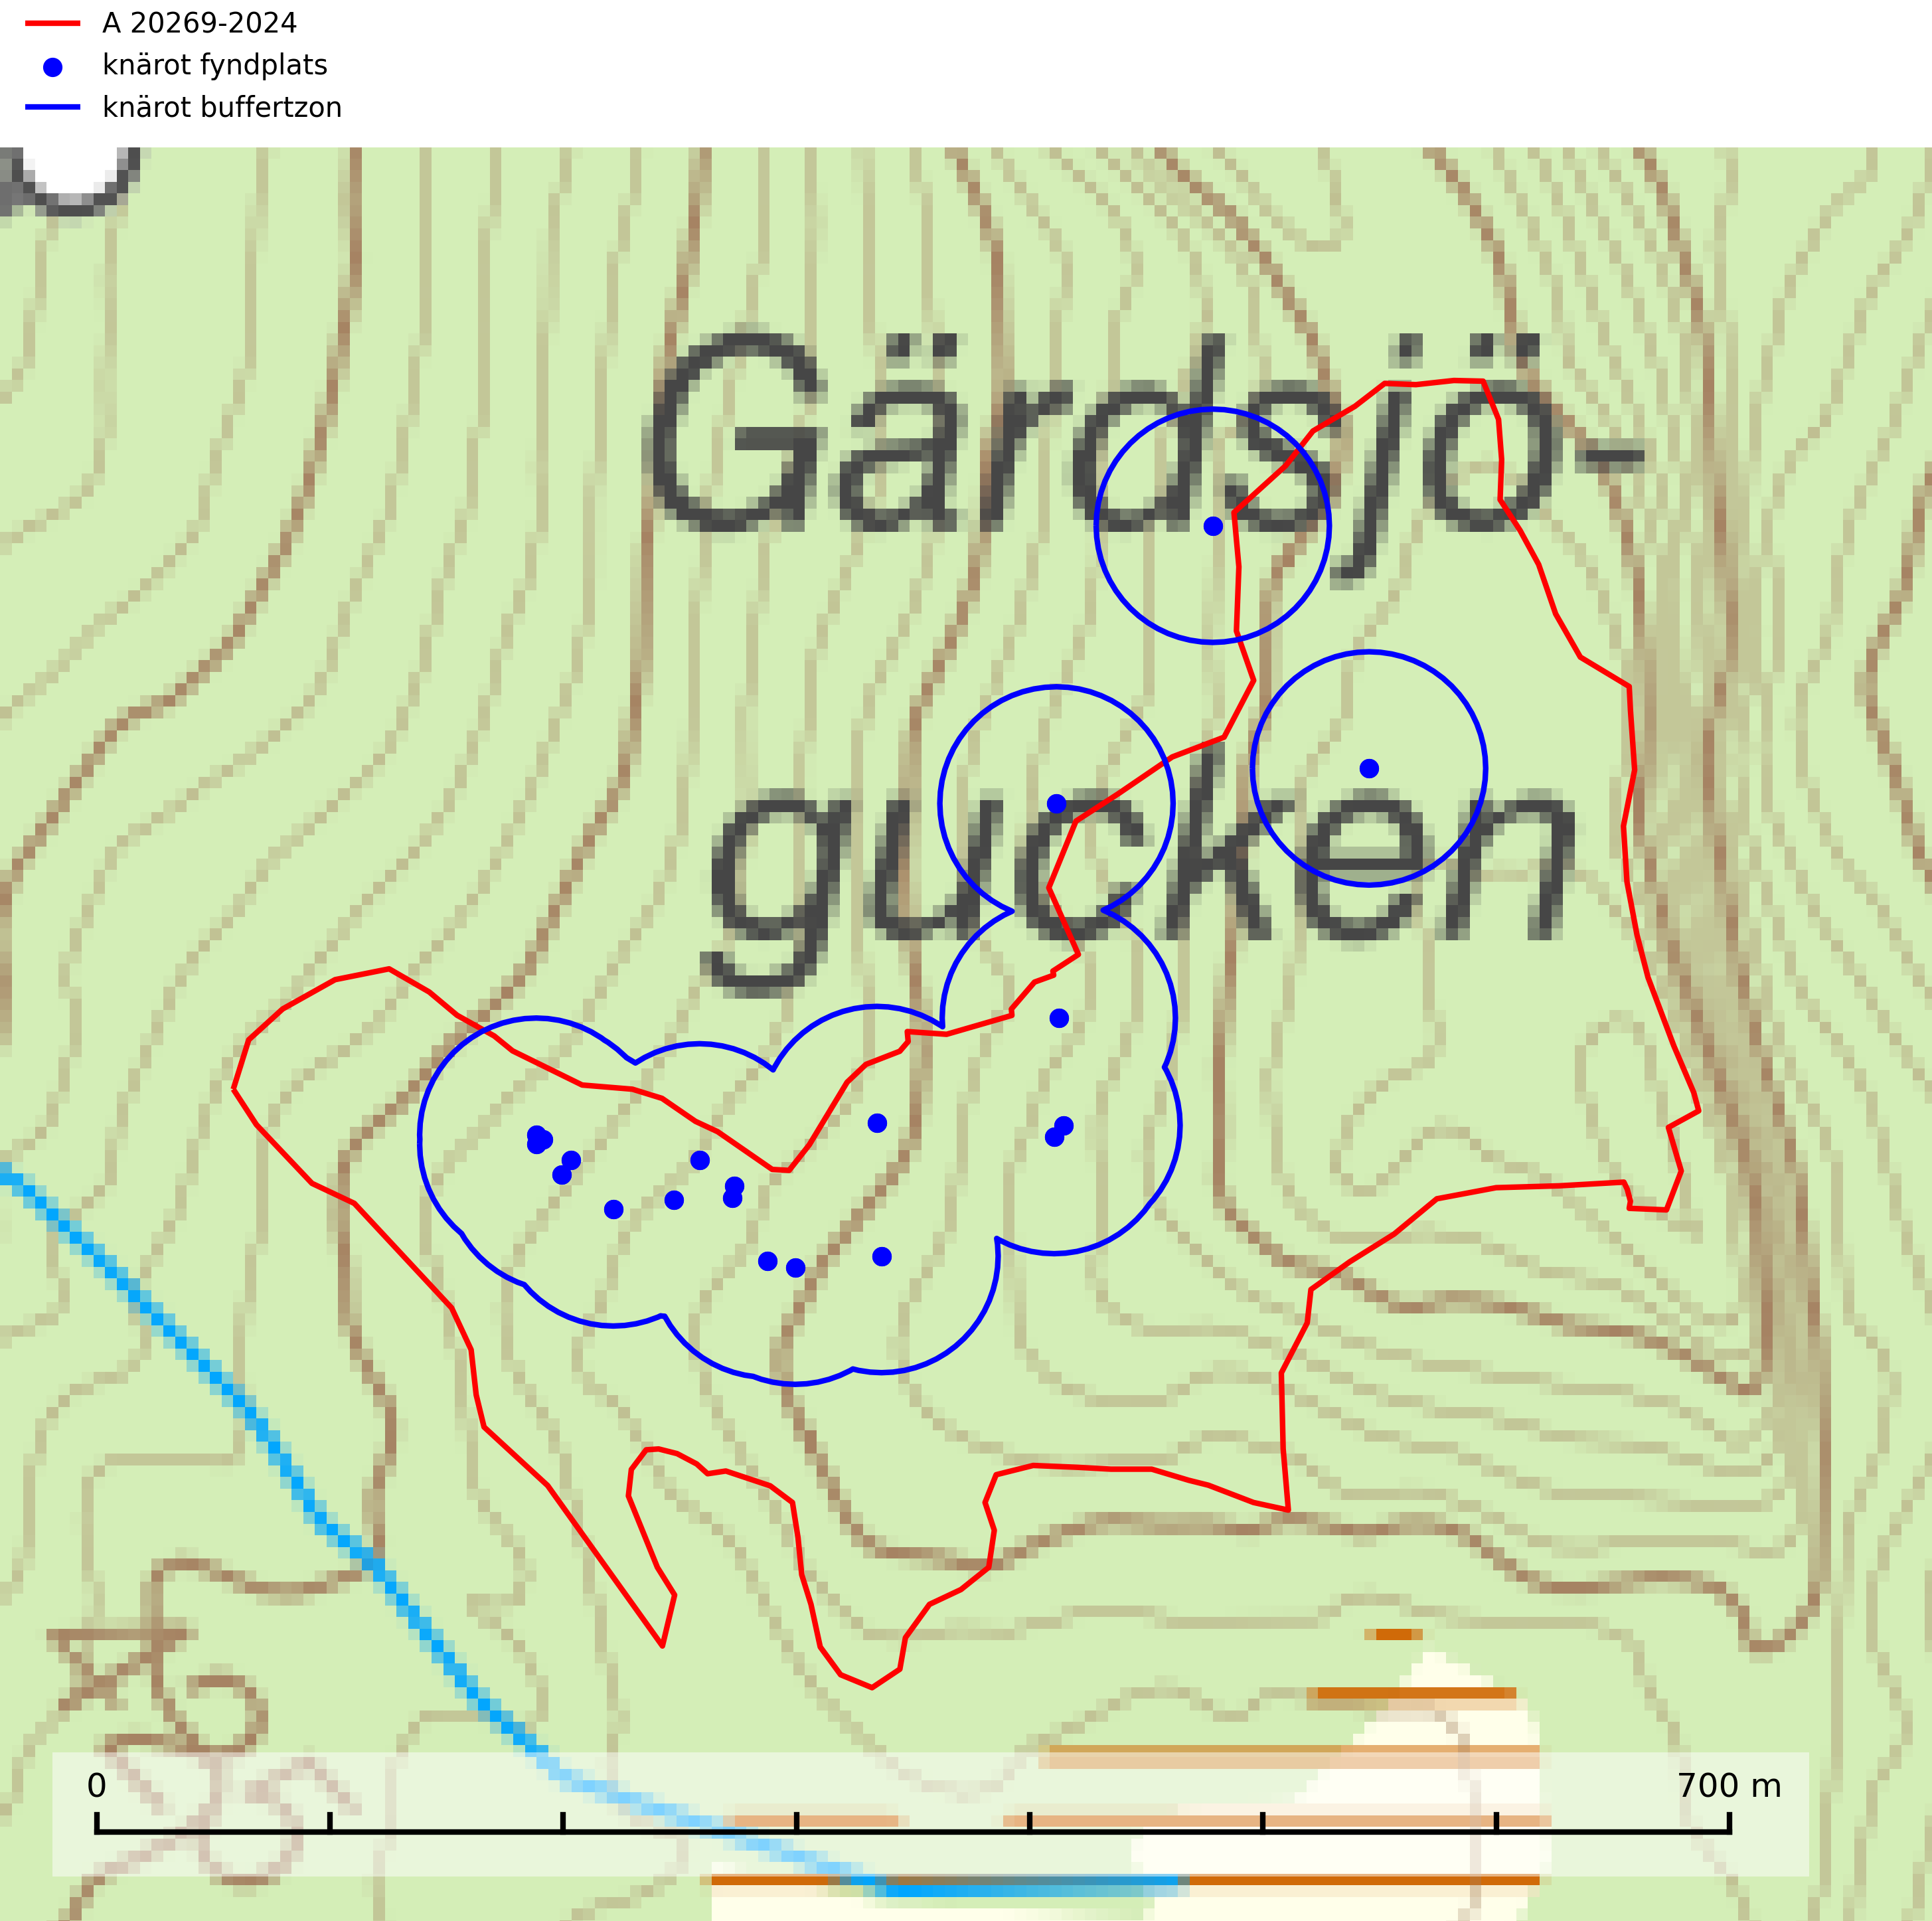 A 20269-2024
knärot fyndplats
knärot buffertzon
Gärdsjö-
gucken
0
700 m